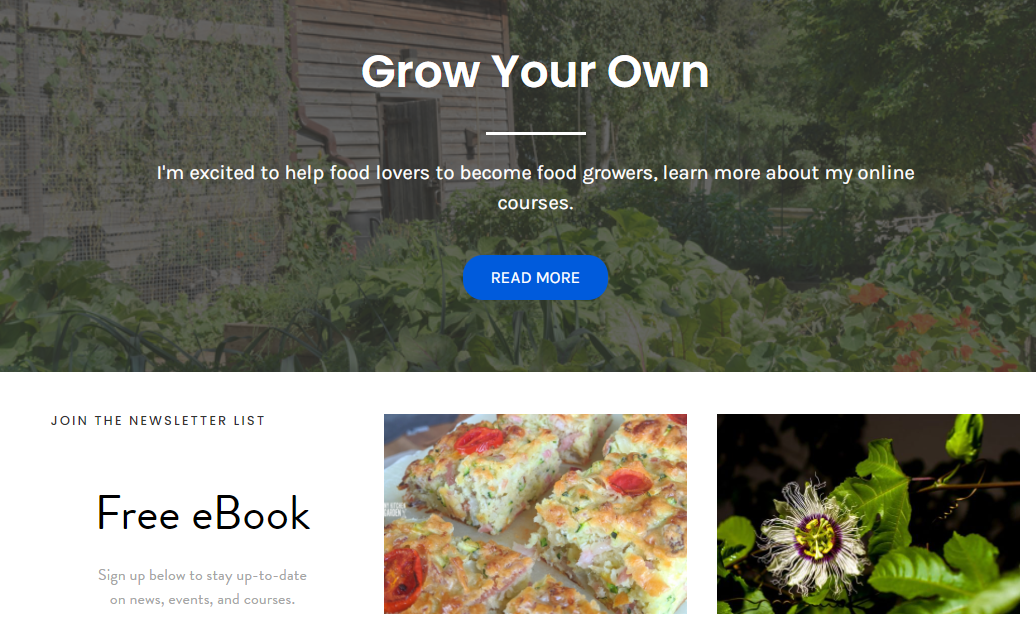 Grow Your Own
I'm excited to help food lovers to become food growers, learn more about my online
courses.
READ MORE
JOIN THE NEWSLETTER LIST
Free eBook
Sign up below to stay up-to-date
on news, events, and courses.